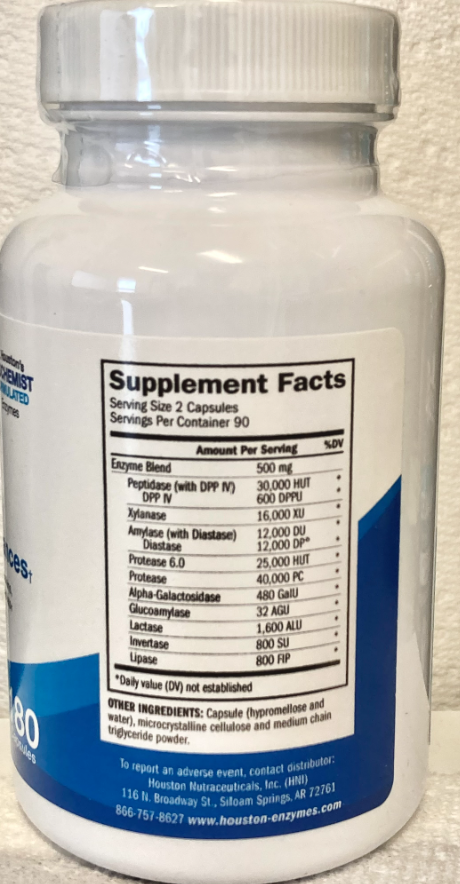 Houston's
CHEMIST
Supplement Facts
Serving Size 2 Capsules
Servings Per Container 90
Amount Per Serving %DV
Enzyme Blend 500 mg
Peptidase (with DPP IV) 30,000 HUT *
DPP IV 600 DPPU *
Xylanase 16,000 XU *
Amylase (with Diastase) 12,000 DU *
Diastase 12,000 DPº *
Protease 6.0 25,000 HUT *
Protease 40,000 PC *
Alpha-Galactosidase 480 GalU *
Glucoamylase 32 AGU *
Lactase 1,600 ALU *
Invertase 800 SU *
Lipase 800 FIP *
*Daily value (DV) not established
OTHER INGREDIENTS: Capsule (hypromellose and
water), microcrystalline cellulose and medium chain
triglyceride powder.
180
To report an adverse event, contact distributor:
Houston Nutraceuticals, Inc. (HNI)
116 N. Broadway St., Siloam Springs, AR 72761
866-757-8627 www.houston-enzymes.com